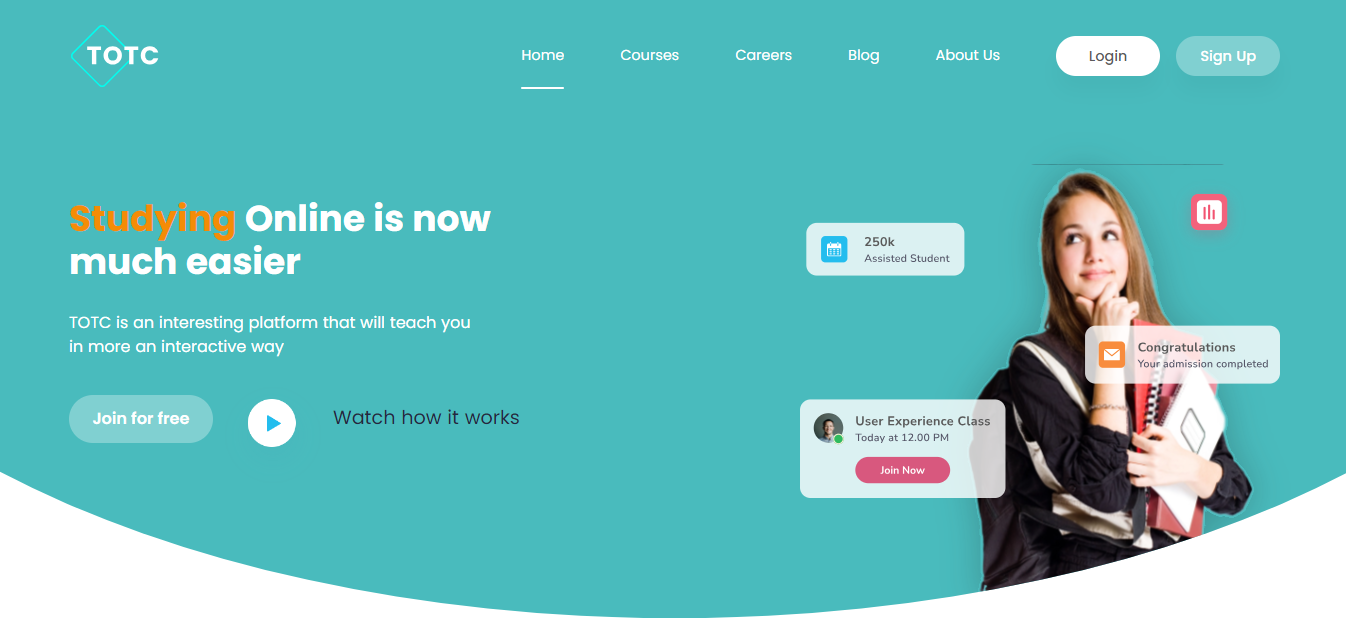 TOTC
Home
Courses
Careers
Blog
About Us
Login
Sign Up
Studying Online is now
much easier
TOTC is an interesting platform that will teach you
in more an interactive way
Join for free
Watch how it works
250k
Assisted Student
Congratulations
Your admission completed
User Experience Class
Today at 12.00 PM
Join Now